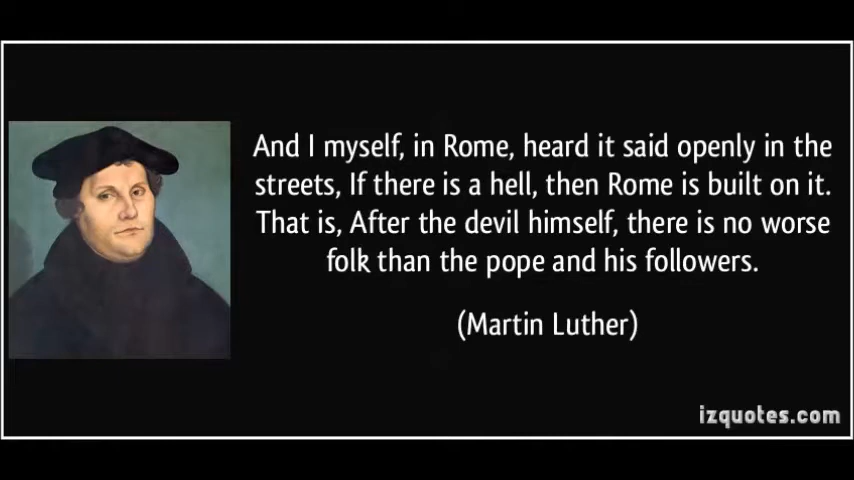 And I myself, in Rome, heard it said openly in the
streets, If there is a hell, then Rome is built on it.
That is, After the devil himself, there is no worse
folk than the pope and his followers.
(Martin Luther)
izquotes.com